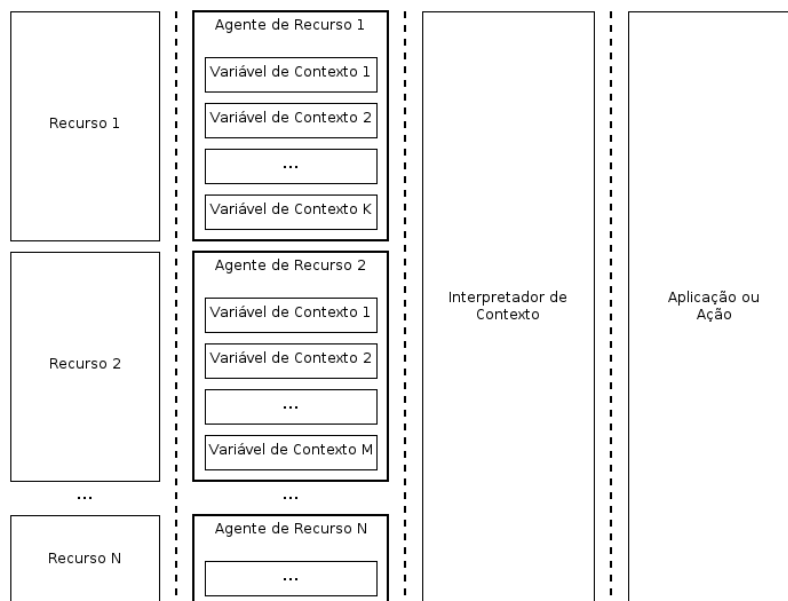 Recurso 1
Agente de Recurso 1
Variável de Contexto 1
Variável de Contexto 2
...
Variável de Contexto K
Recurso 2
Agente de Recurso 2
Variável de Contexto 1
Variável de Contexto 2
...
Variável de Contexto M
...
...
Recurso N
Agente de Recurso N
...
Interpretador de
Contexto
Aplicação ou
Ação